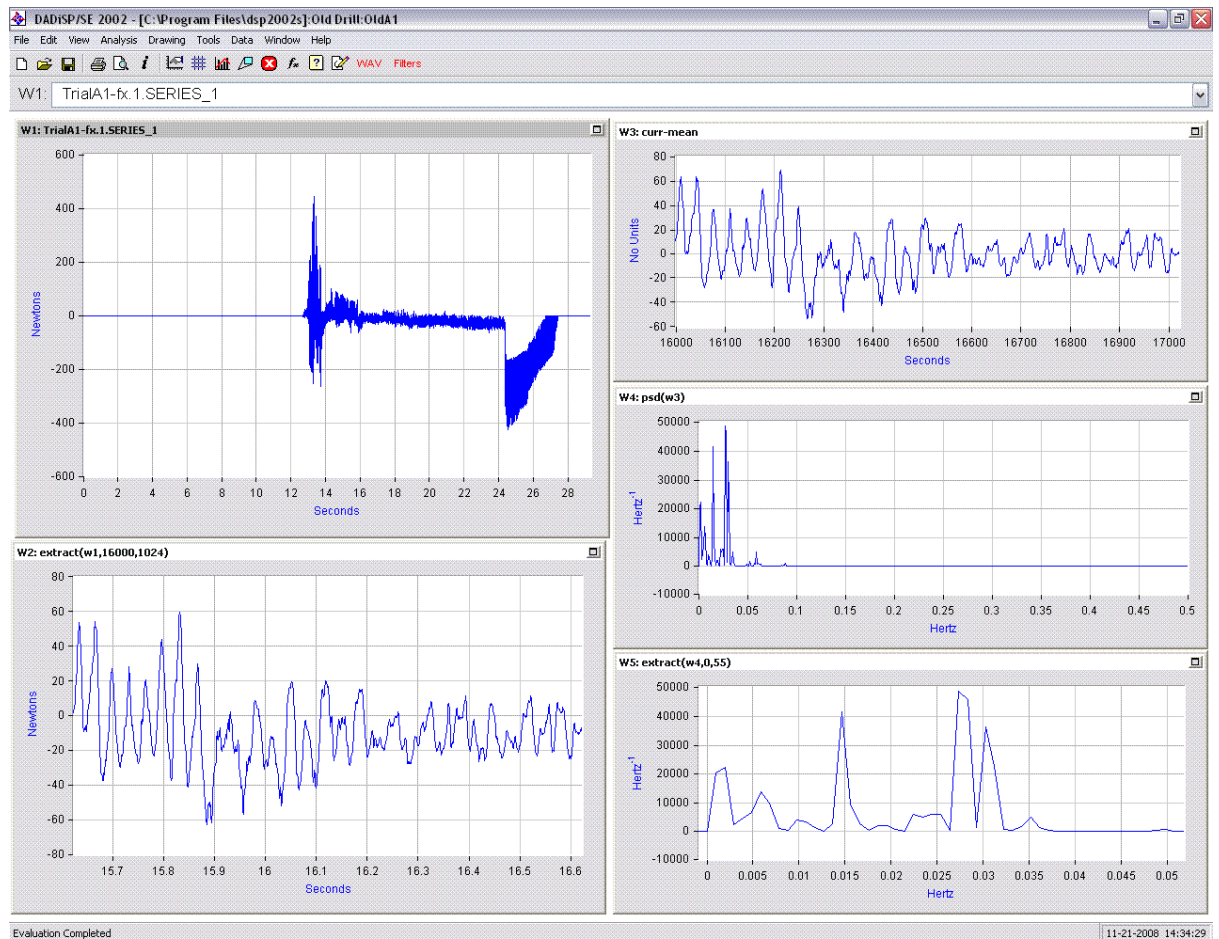 DADiSP/SE 2002 - [C:\Program Files\dsp2002s]:Old Drill:OldA1
File Edit View Analysis Drawing Tools Data Window Help
WAV Filters
W1: TrialA1-fx.1.SERIES_1
W1: TrialA1-fx.1.SERIES_1
600
400
200
0
-200
-400
-600
Newtons
0 2 4 6 8 10 12 14 16 18 20 22 24 26 28
Seconds
W2: extract(w1,16000,1024)
80
60
40
20
0
-20
-40
-60
-80
Newtons
15.7 15.8 15.9 16 16.1 16.2 16.3 16.4 16.5 16.6
Seconds
W3: curr-mean
80
60
40
20
0
-20
-40
-60
No Units
16000 16100 16200 16300 16400 16500 16600 16700 16800 16900 17000
Seconds
W4: psd(w3)
50000
40000
30000
20000
10000
0
-10000
Hertz-1
0 0.05 0.1 0.15 0.2 0.25 0.3 0.35 0.4 0.45 0.5
Hertz
W5: extract(w4,0,55)
50000
40000
30000
20000
10000
0
-10000
Hertz-1
0 0.005 0.01 0.015 0.02 0.025 0.03 0.035 0.04 0.045 0.05
Hertz
Evaluation Completed
11-21-2008 14:34:29